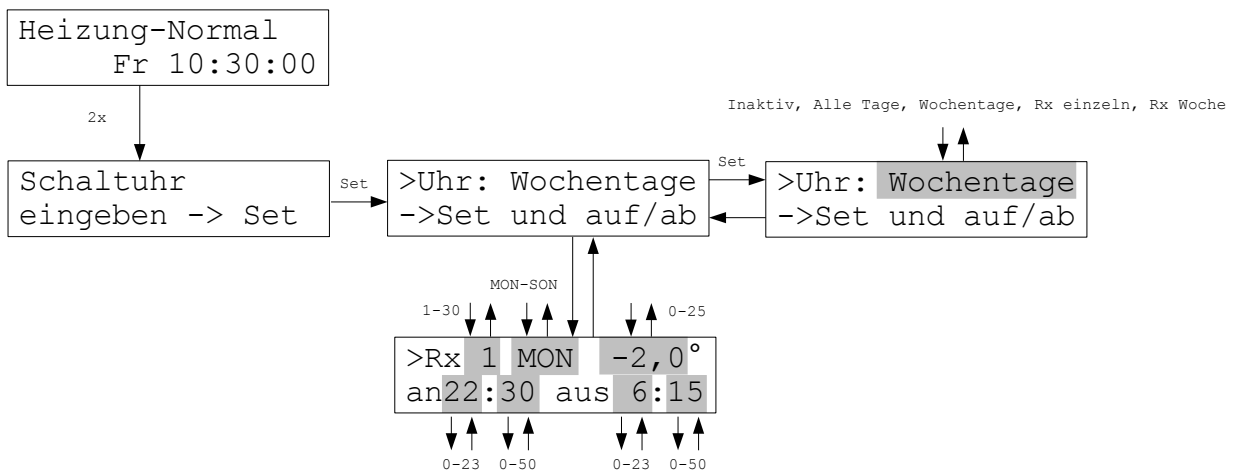 Heizung-Normal
Fr 10:30:00
2x
Inaktiv, Alle Tage, Wochentage, Rx einzeln, Rx Woche
Schaltuhr
eingeben -> Set
Set
>Uhr: Wochentage
->Set und auf/ab
Set
>Uhr: Wochentage
->Set und auf/ab
MON-SON
1-30
0-25
>Rx 1 MON -2,0°
an22:30 aus 6:15
0-23
0-50
0-23
0-50